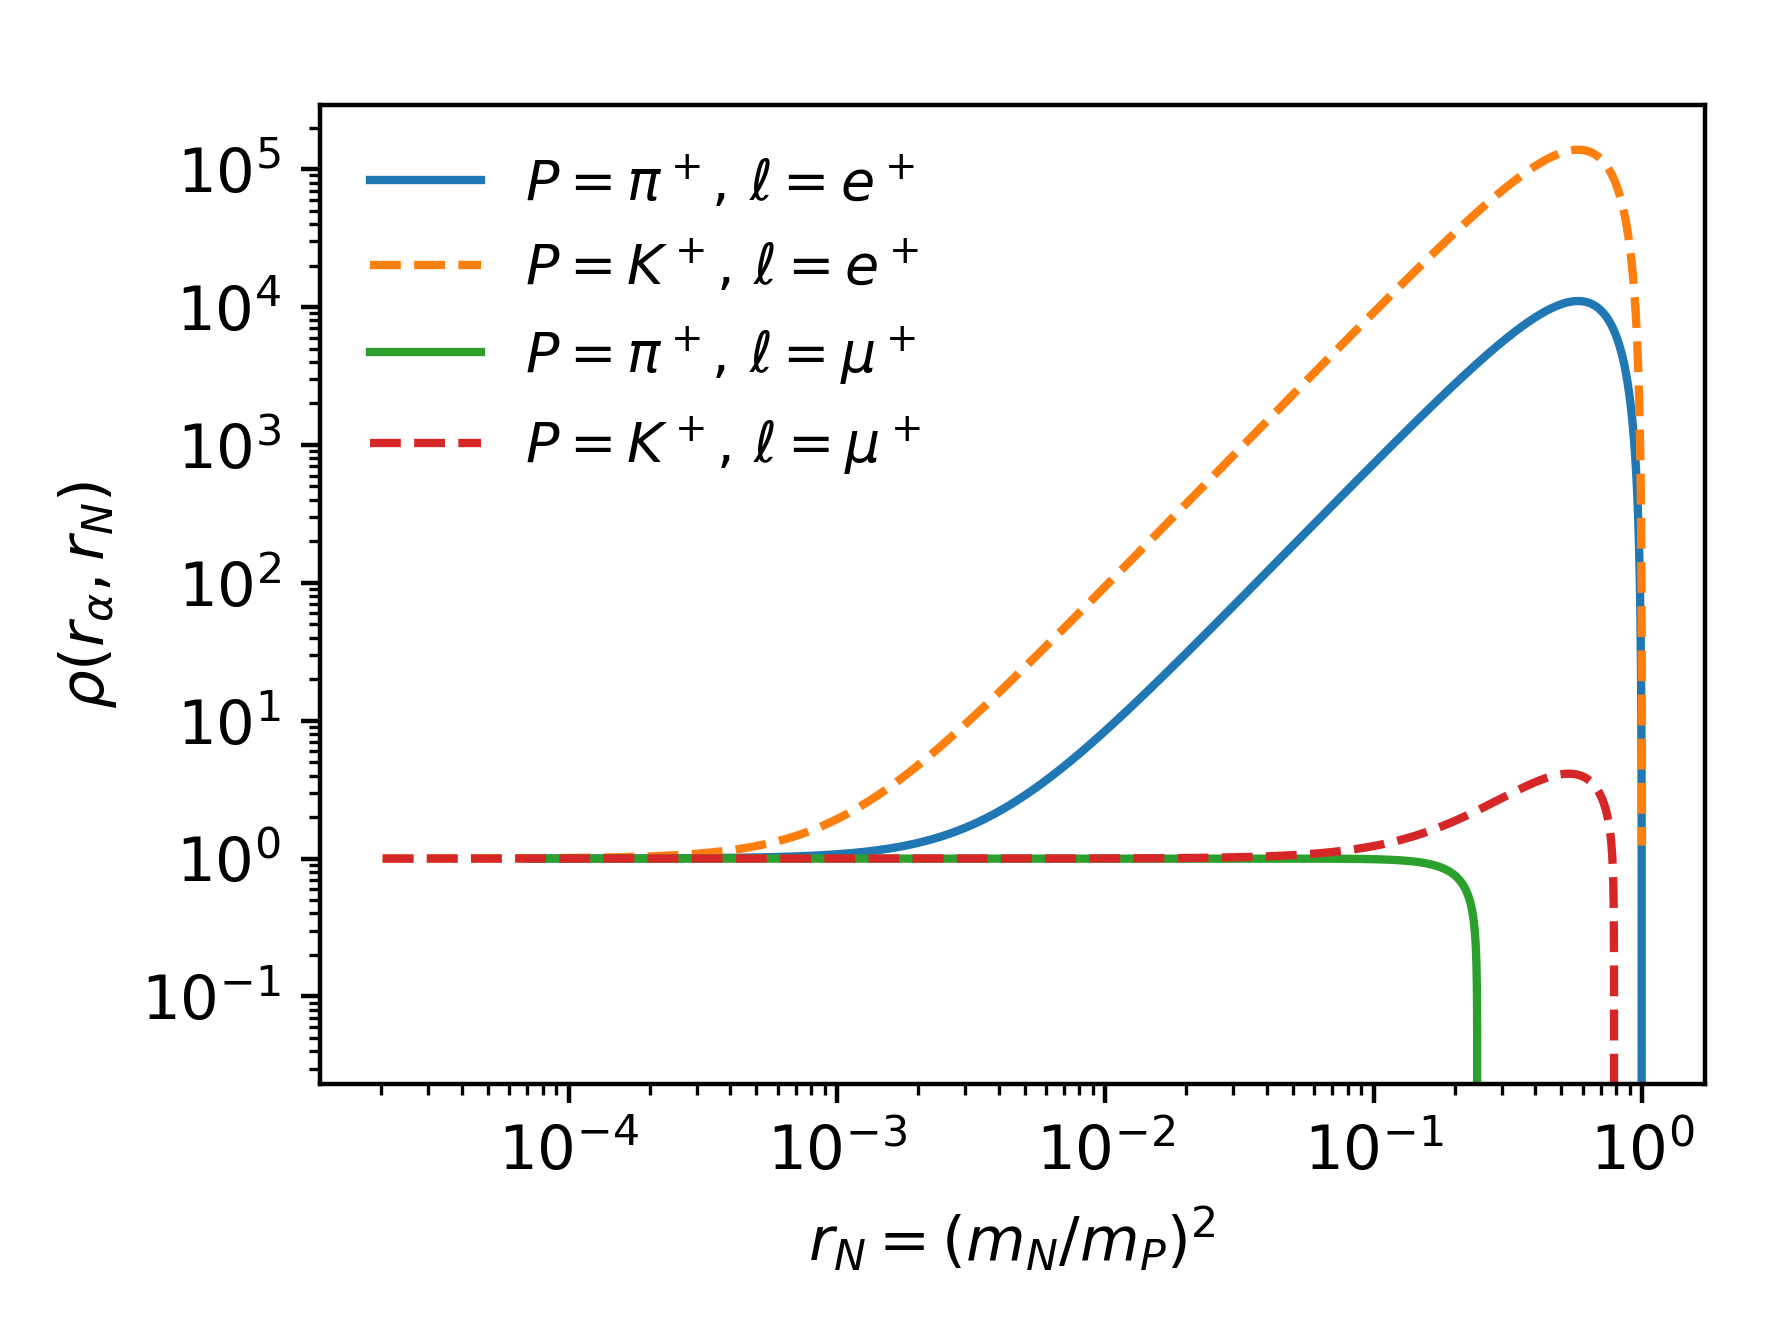 P = π⁺, ℓ = e⁺
P = K⁺, ℓ = e⁺
P = π⁺, ℓ = μ⁺
P = K⁺, ℓ = μ⁺
10⁵
10⁴
10³
10²
10¹
10⁰
10⁻¹
ρ(r_α, r_N)
10⁻⁴ 10⁻³ 10⁻² 10⁻¹ 10⁰
r_N = (m_N/m_P)²